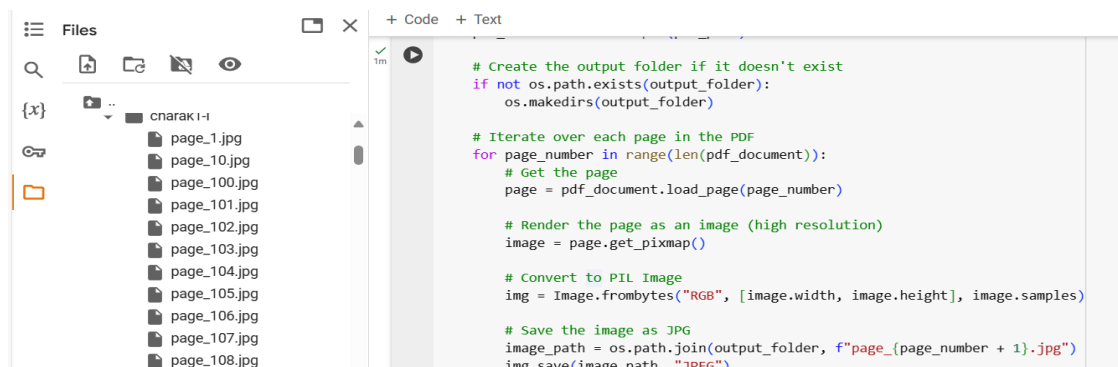 Files
{x}
..
page_1.jpg
page_10.jpg
page_100.jpg
page_101.jpg
page_102.jpg
page_103.jpg
page_104.jpg
page_105.jpg
page_106.jpg
page_107.jpg
page_108.jpg
+ Code + Text
1m
# Create the output folder if it doesn't exist
if not os.path.exists(output_folder):
    os.makedirs(output_folder)
# Iterate over each page in the PDF
for page_number in range(len(pdf_document)):
    # Get the page
    page = pdf_document.load_page(page_number)
    # Render the page as an image (high resolution)
    image = page.get_pixmap()
    # Convert to PIL Image
    img = Image.frombytes("RGB", [image.width, image.height], image.samples)
    # Save the image as JPG
    image_path = os.path.join(output_folder, f"page_{page_number + 1}.jpg")
    img.save(image_path, "JPEG")